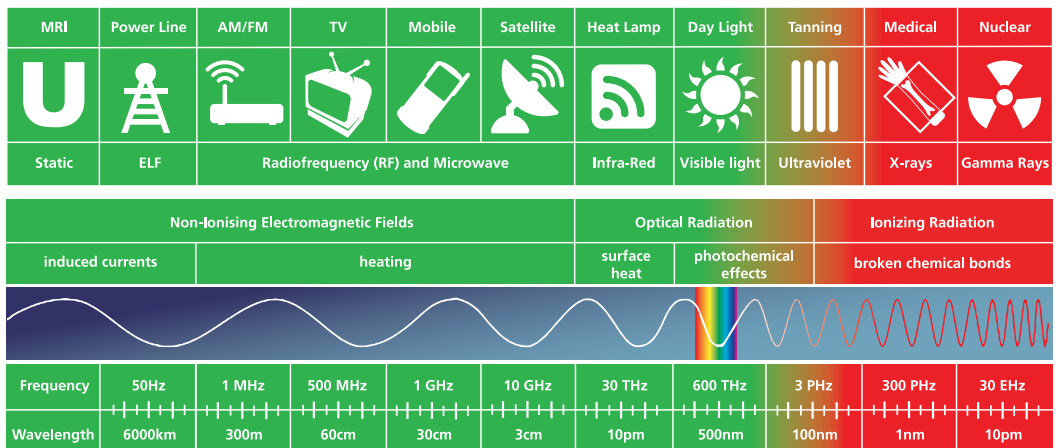 MRI Power Line AM/FM TV Mobile Satellite Heat Lamp Day Light Tanning Medical Nuclear
Static ELF Radiofrequency (RF) and Microwave Infra-Red Visible light Ultraviolet X-rays Gamma Rays
Non-Ionising Electromagnetic Fields Optical Radiation Ionizing Radiation
induced currents heating surface heat photochemical effects broken chemical bonds
Frequency 50Hz 1 MHz 500 MHz 1 GHz 10 GHz 30 THz 600 THz 3 PHz 300 PHz 30 EHz
Wavelength 6000km 300m 60cm 30cm 3cm 10pm 500nm 100nm 1nm 10pm